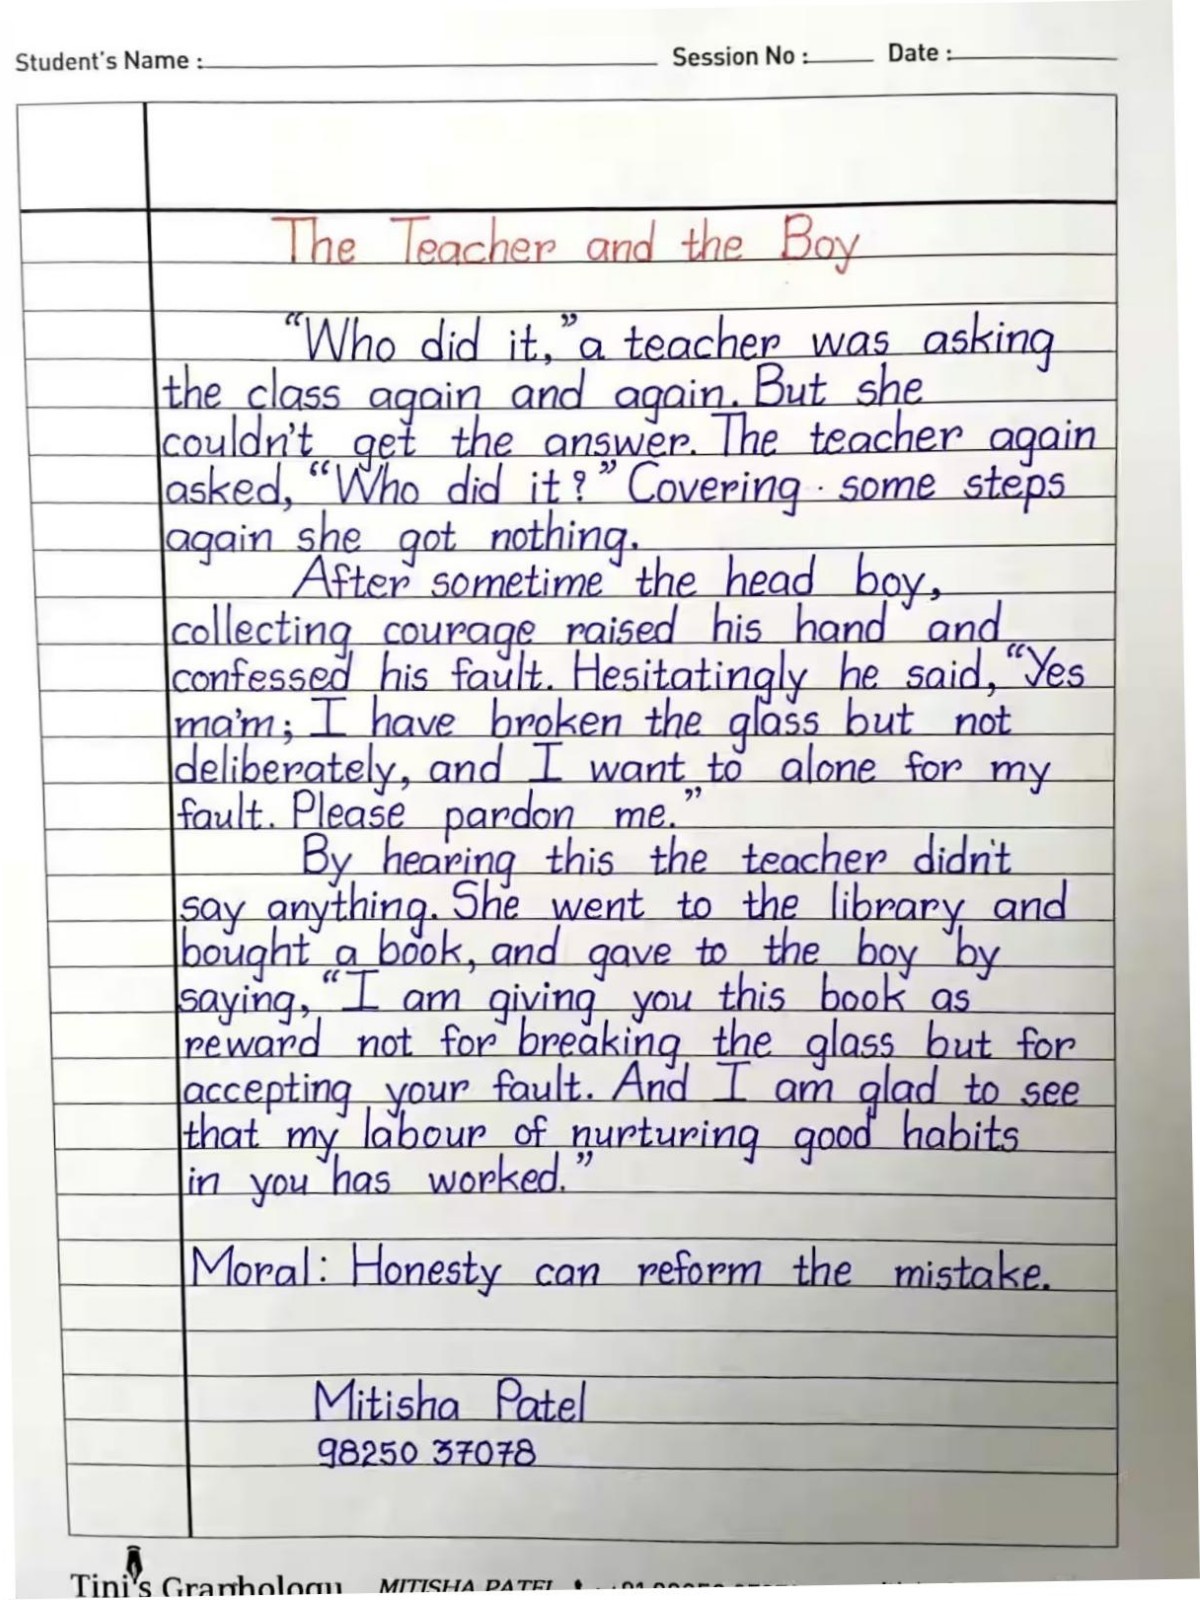 Student's Name : Session No : Date :
The Teacher and the Boy
"Who did it," a teacher was asking
the class again and again. But she
couldn't get the answer. The teacher again
asked, "Who did it?" Covering some steps
again she got nothing.
After sometime the head boy,
collecting courage raised his hand and
confessed his fault. Hesitatingly he said, "Yes
ma'm; I have broken the glass but not
deliberately, and I want to alone for my
fault. Please pardon me."
By hearing this the teacher didn't
say anything. She went to the library and
bought a book, and gave to the boy by
saying, "I am giving you this book as
reward not for breaking the glass but for
accepting your fault. And I am glad to see
that my labour of nurturing good habits
in you has worked."
Moral: Honesty can reform the mistake.
Mitisha Patel
98250 37078
Tini's Graphology MITISHA PATEL